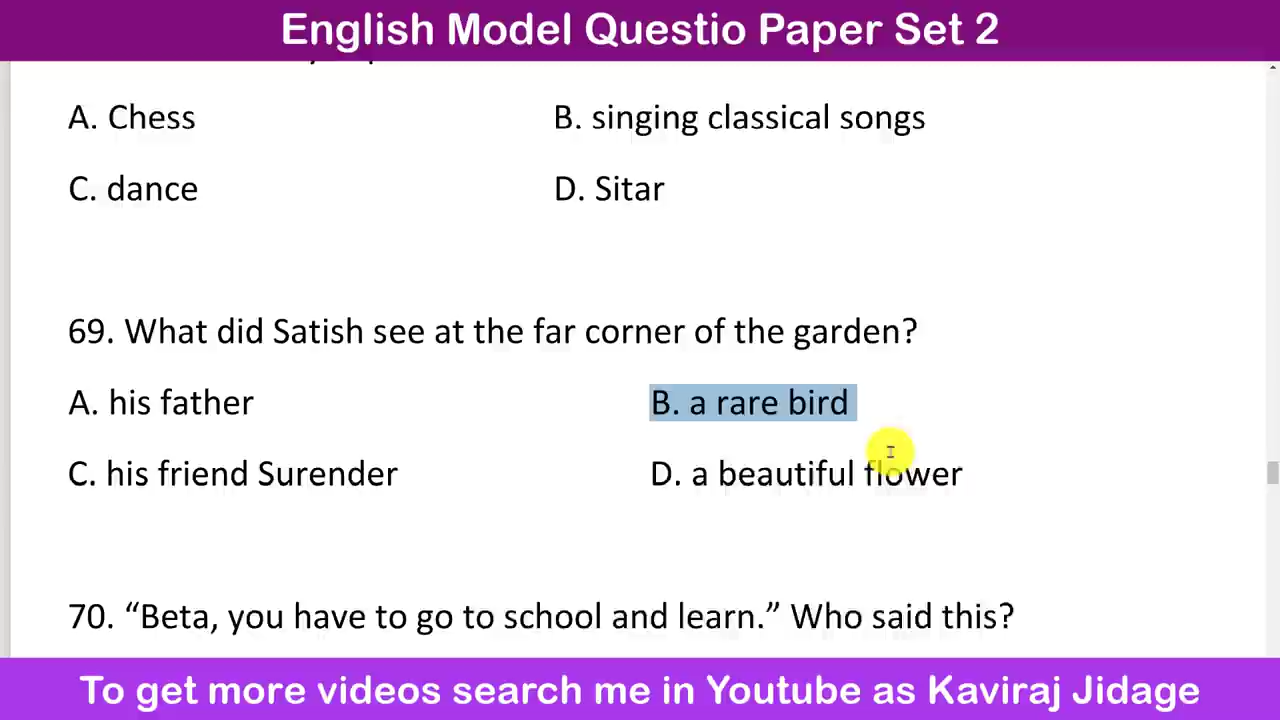 English Model Questio Paper Set 2
A. Chess B. singing classical songs
C. dance D. Sitar
69. What did Satish see at the far corner of the garden?
A. his father B. a rare bird
C. his friend Surender D. a beautiful flower
70. “Beta, you have to go to school and learn.” Who said this?
To get more videos search me in Youtube as Kaviraj Jidage